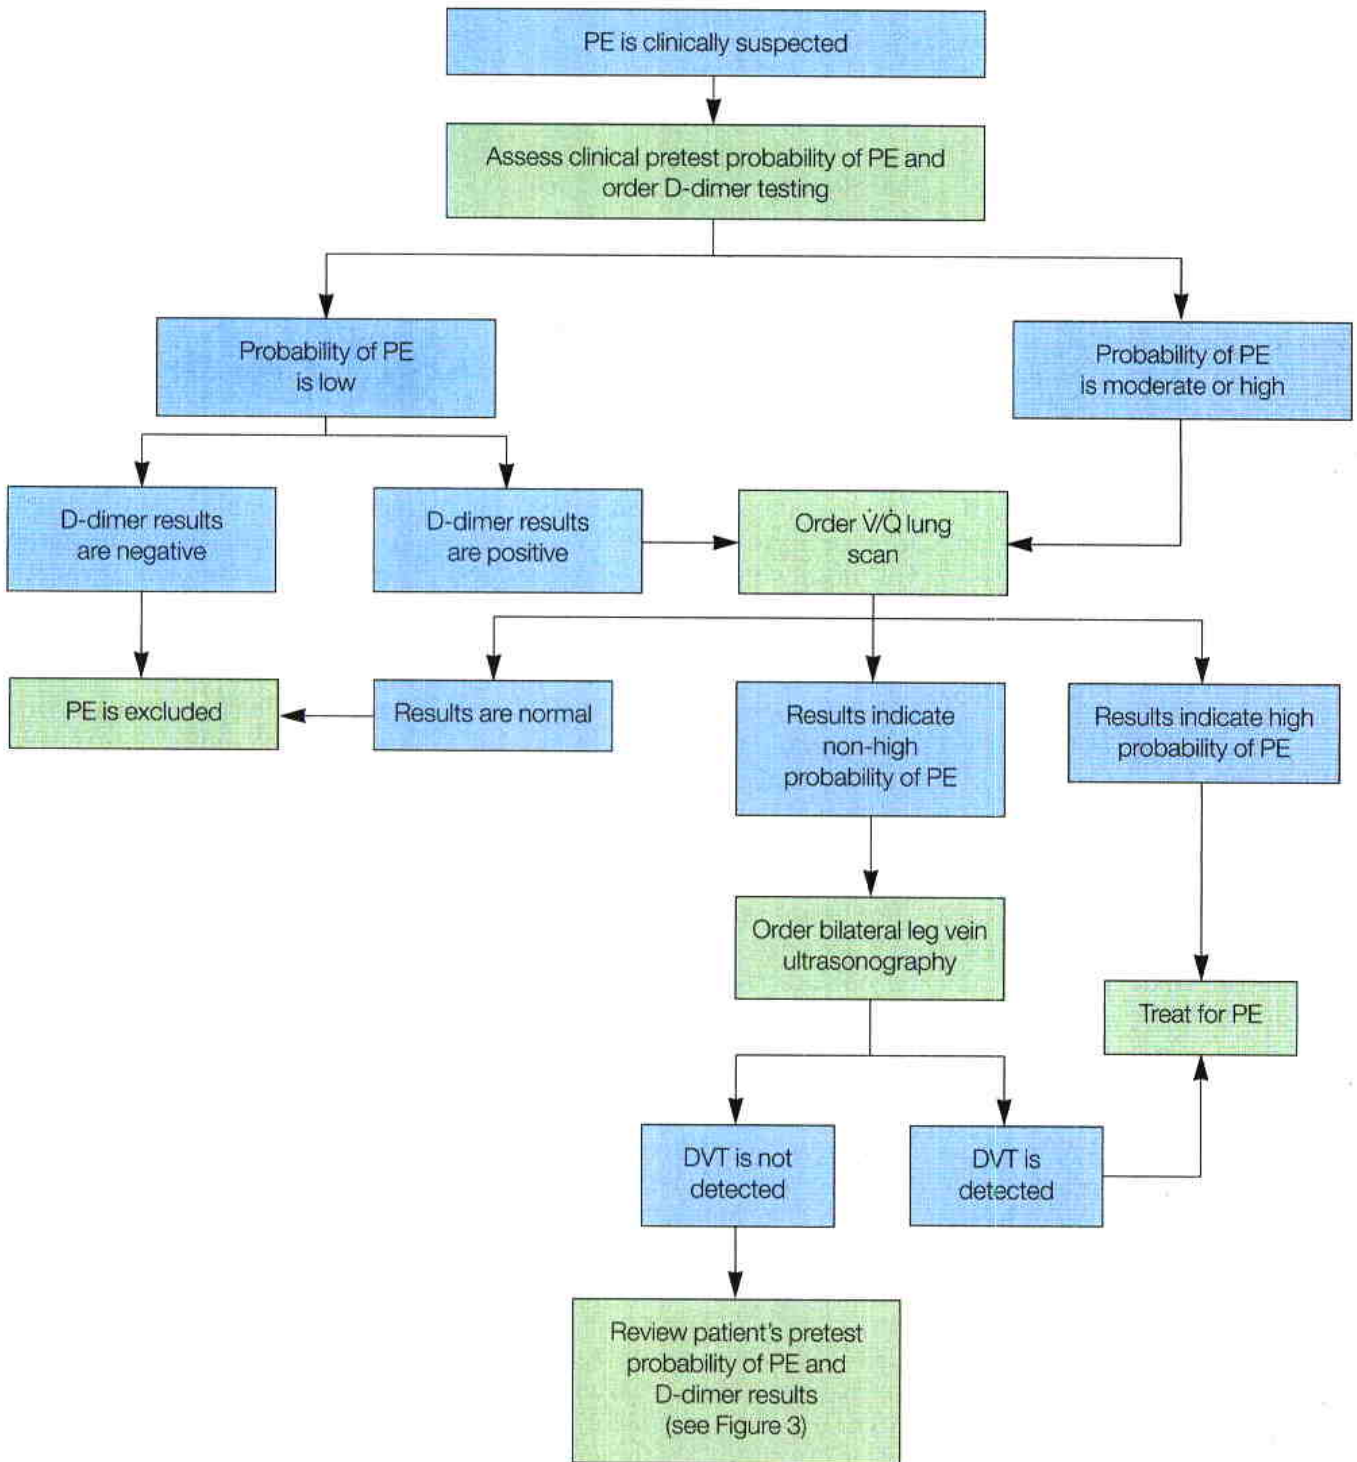 PE is clinically suspected
Assess clinical pretest probability of PE and
order D-dimer testing
Probability of PE
is low
Probability of PE
is moderate or high
D-dimer results
are negative
D-dimer results
are positive
Order V̇/Q̇ lung
scan
PE is excluded
Results are normal
Results indicate
non-high
probability of PE
Results indicate high
probability of PE
Order bilateral leg vein
ultrasonography
Treat for PE
DVT is not
detected
DVT is
detected
Review patient's pretest
probability of PE and
D-dimer results
(see Figure 3)